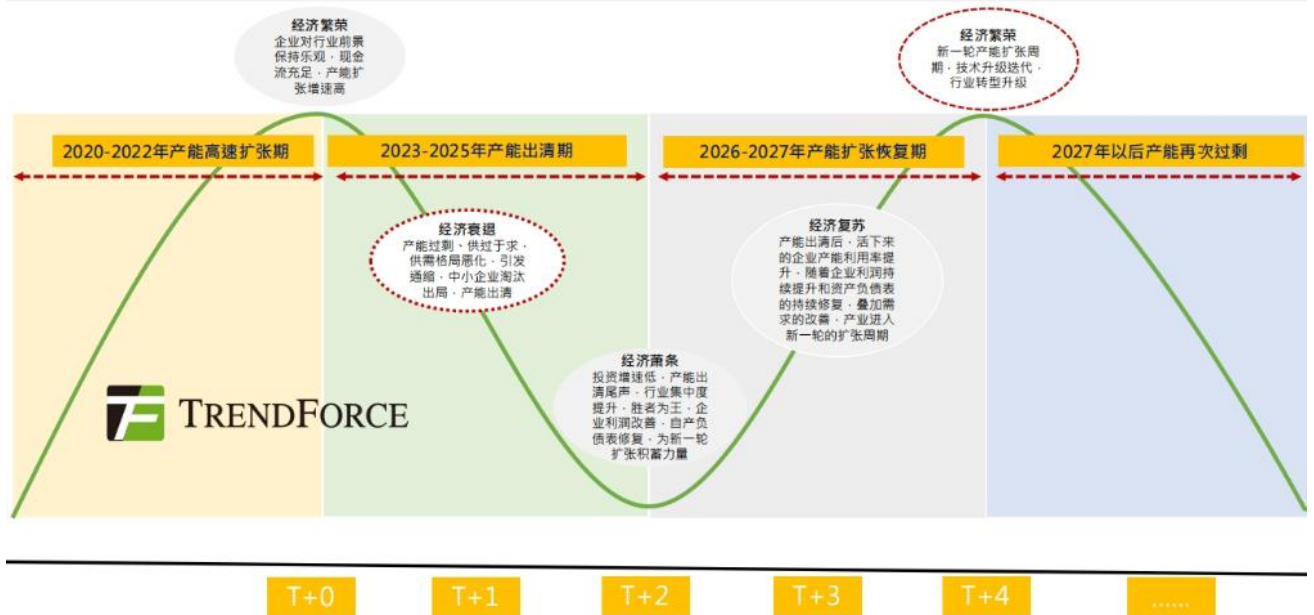 经济繁荣
企业对行业前景
保持乐观，现金
流充足，产能扩
张增速高
经济繁荣
新一轮产能扩张周
期，技术升级迭代，
行业转型升级
2020-2022年产能高速扩张期
2023-2025年产能出清期
2026-2027年产能扩张恢复期
2027年以后产能再次过剩
经济衰退
产能过剩、供过于求，
供需格局恶化，引发
通缩，中小企业淘汰
出局，产能出清
经济复苏
产能出清后，活下来
的企业产能利用率提
升，随着企业利润持
续提升和资产负债表
的持续修复，叠加需
求的改善，产业进入
新一轮的扩张周期
经济萧条
投资增速低，产能出
清尾声，行业集中度
提升，胜者为王，企
业利润改善，自产负
债表修复，为新一轮
扩张积蓄力量
TRENDFORCE
T+0
T+1
T+2
T+3
T+4
......